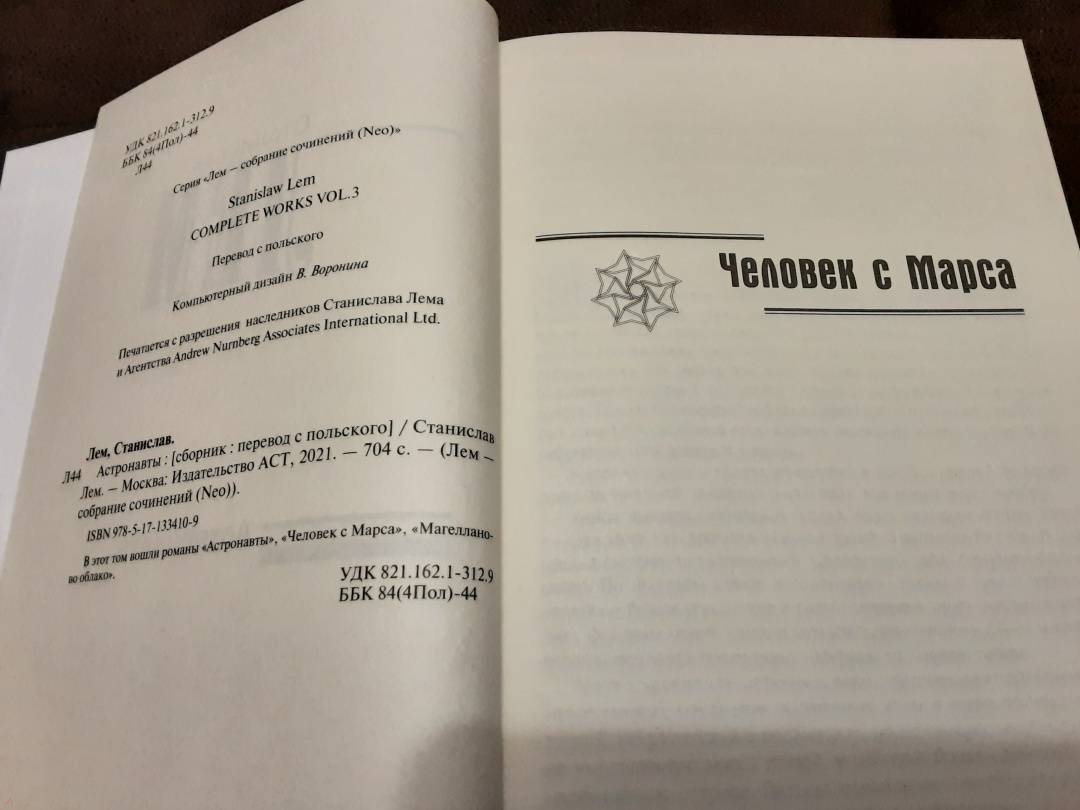 УДК 821.162.1-312.9
ББК 84(4Пол)-44
Л44
Серия «Лем – собрание сочинений (Neo)»
Stanislaw Lem
COMPLETE WORKS VOL.3
Перевод с польского
Компьютерный дизайн В. Воронина
Печатается с разрешения наследников Станислава Лема
и Агентства Andrew Nurnberg Associates International Ltd.
Лем, Станислав.
Л44 Астронавты : [сборник : перевод с польского] / Станислав
Лем. – Москва: Издательство АСТ, 2021. — 704 с. — (Лем –
собрание сочинений (Neo)).
ISBN 978-5-17-133410-9
В этот том вошли романы «Астронавты», «Человек с Марса», «Магеллано-
во облако».
УДК 821.162.1-312.9
ББК 84(4Пол)-44
Человек с Марса